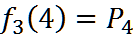 f₃(4) = P₄